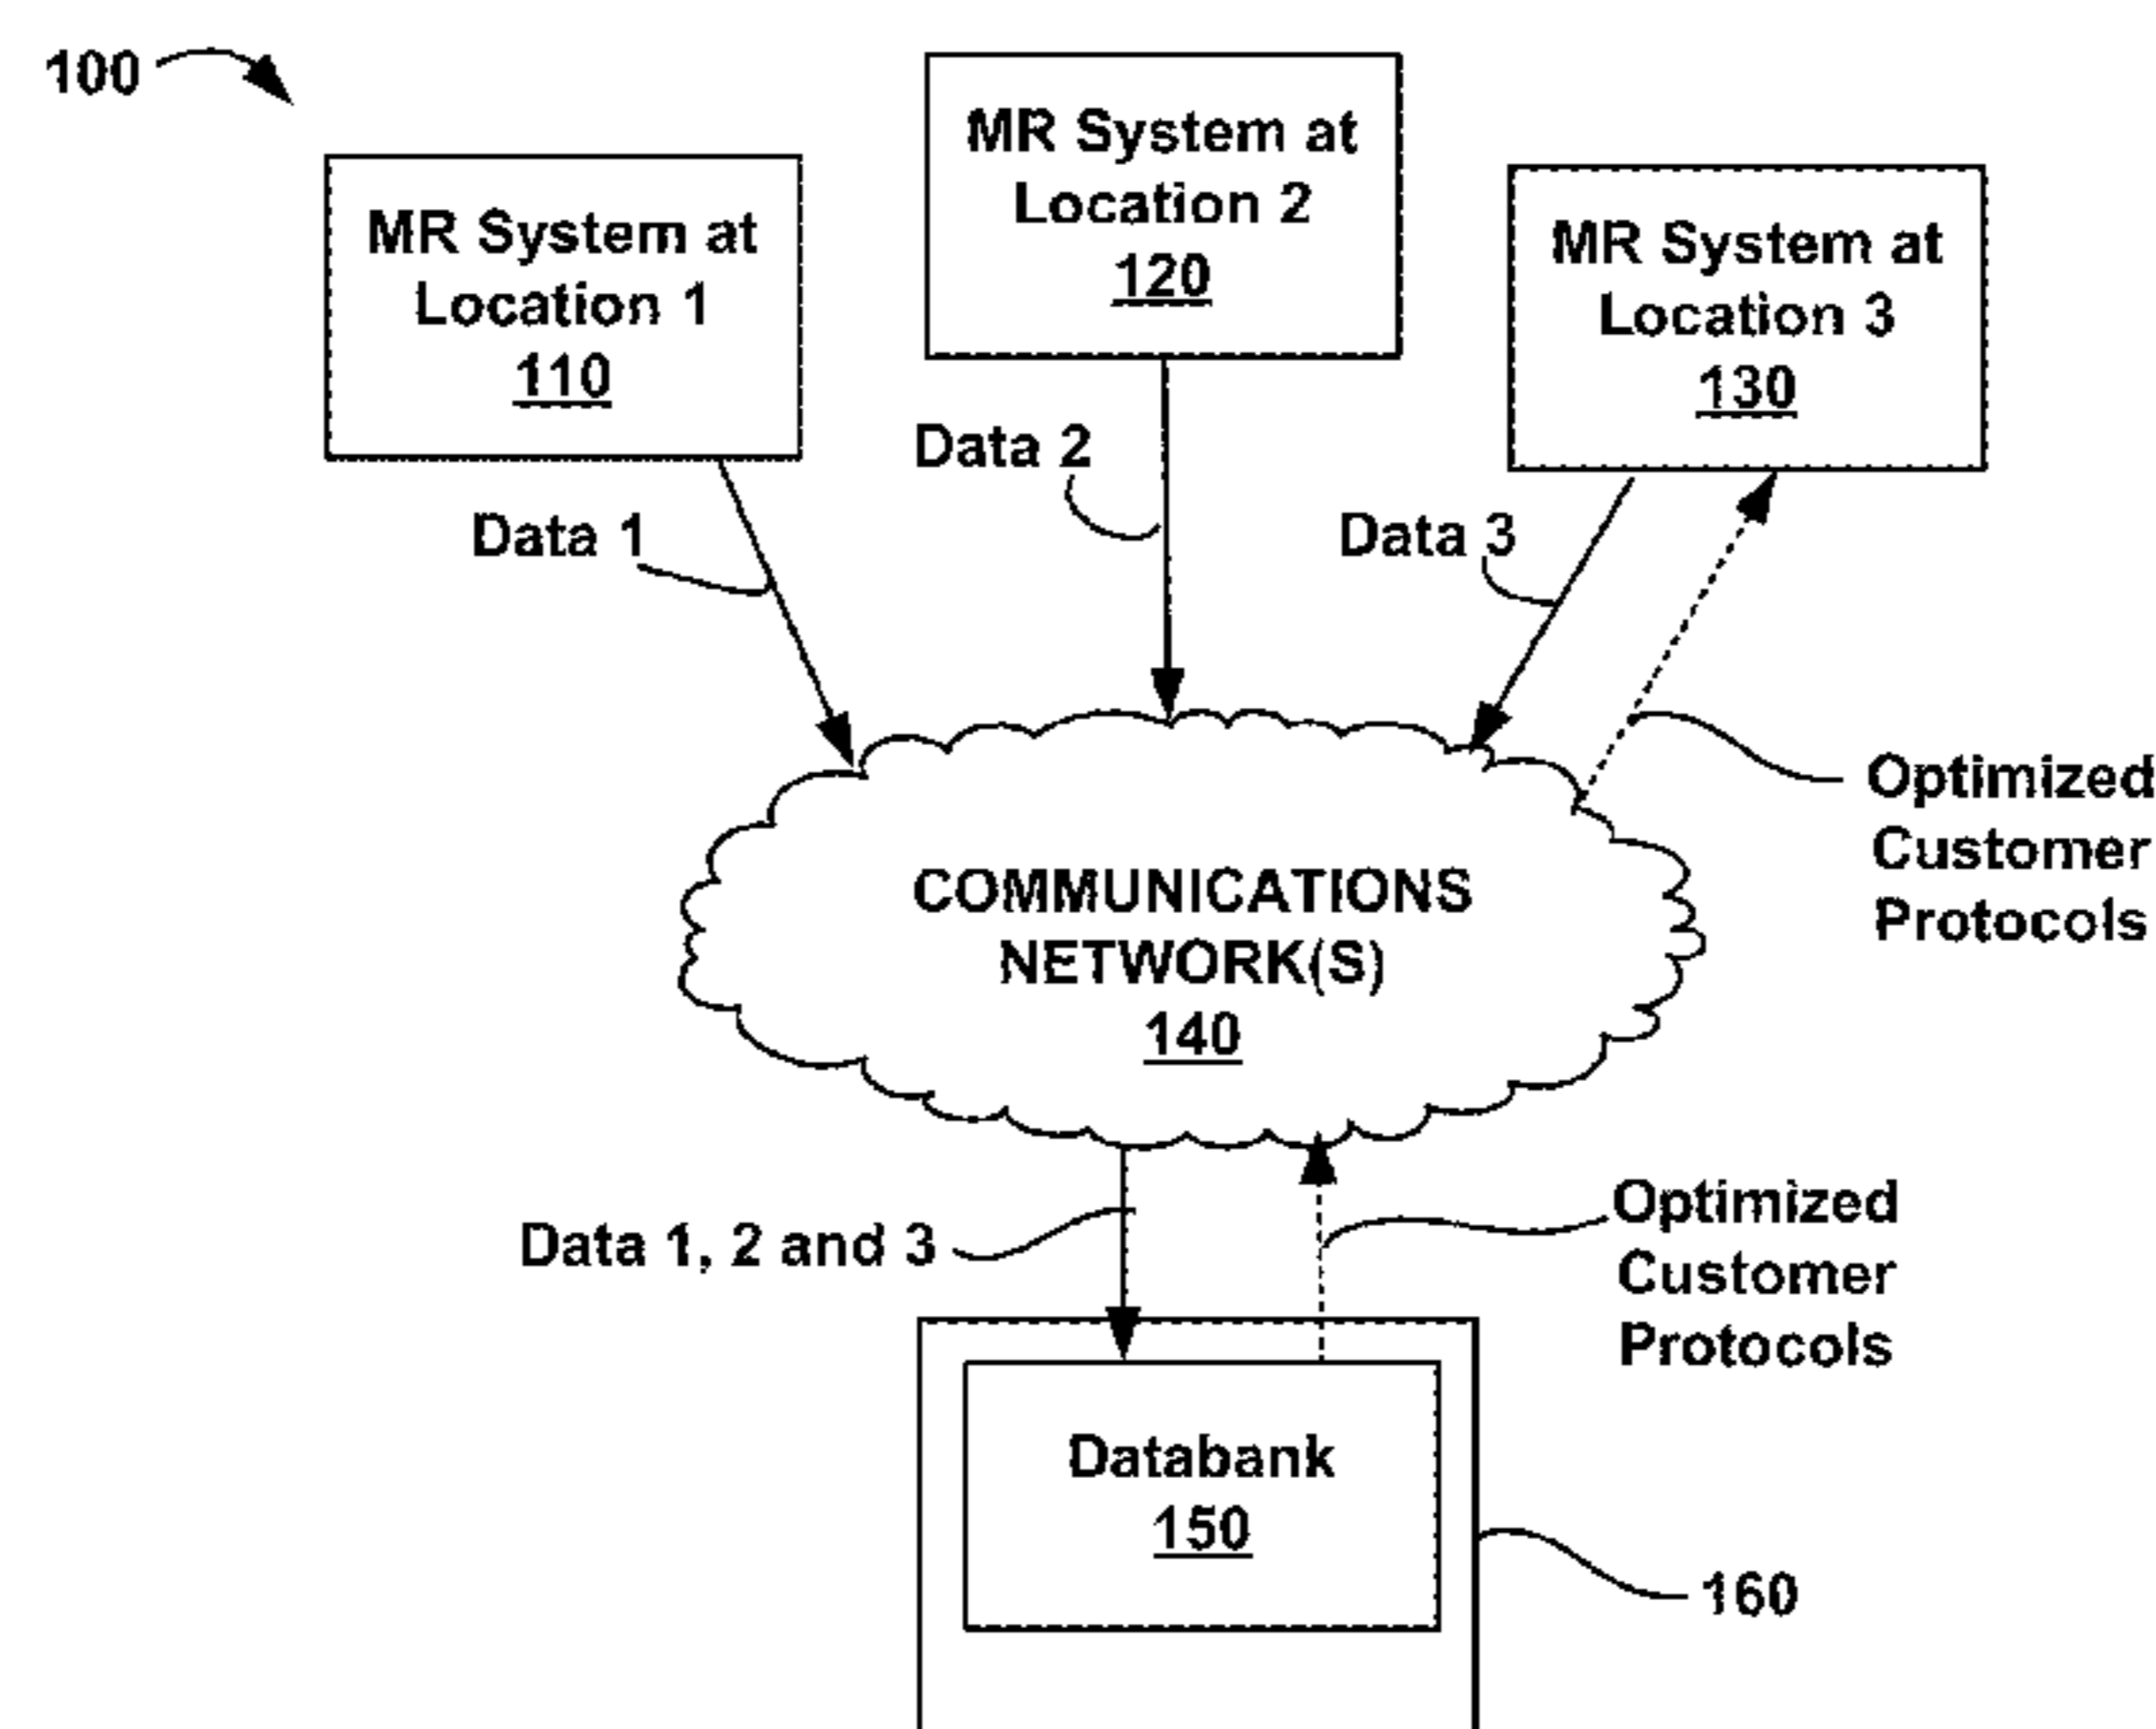 100
MR System at
Location 1
110
MR System at
Location 2
120
MR System at
Location 3
130
Data 1
Data 2
Data 3
Optimized
Customer
Protocols
COMMUNICATIONS
NETWORK(S)
140
Data 1, 2 and 3
Optimized
Customer
Protocols
Databank
150
160